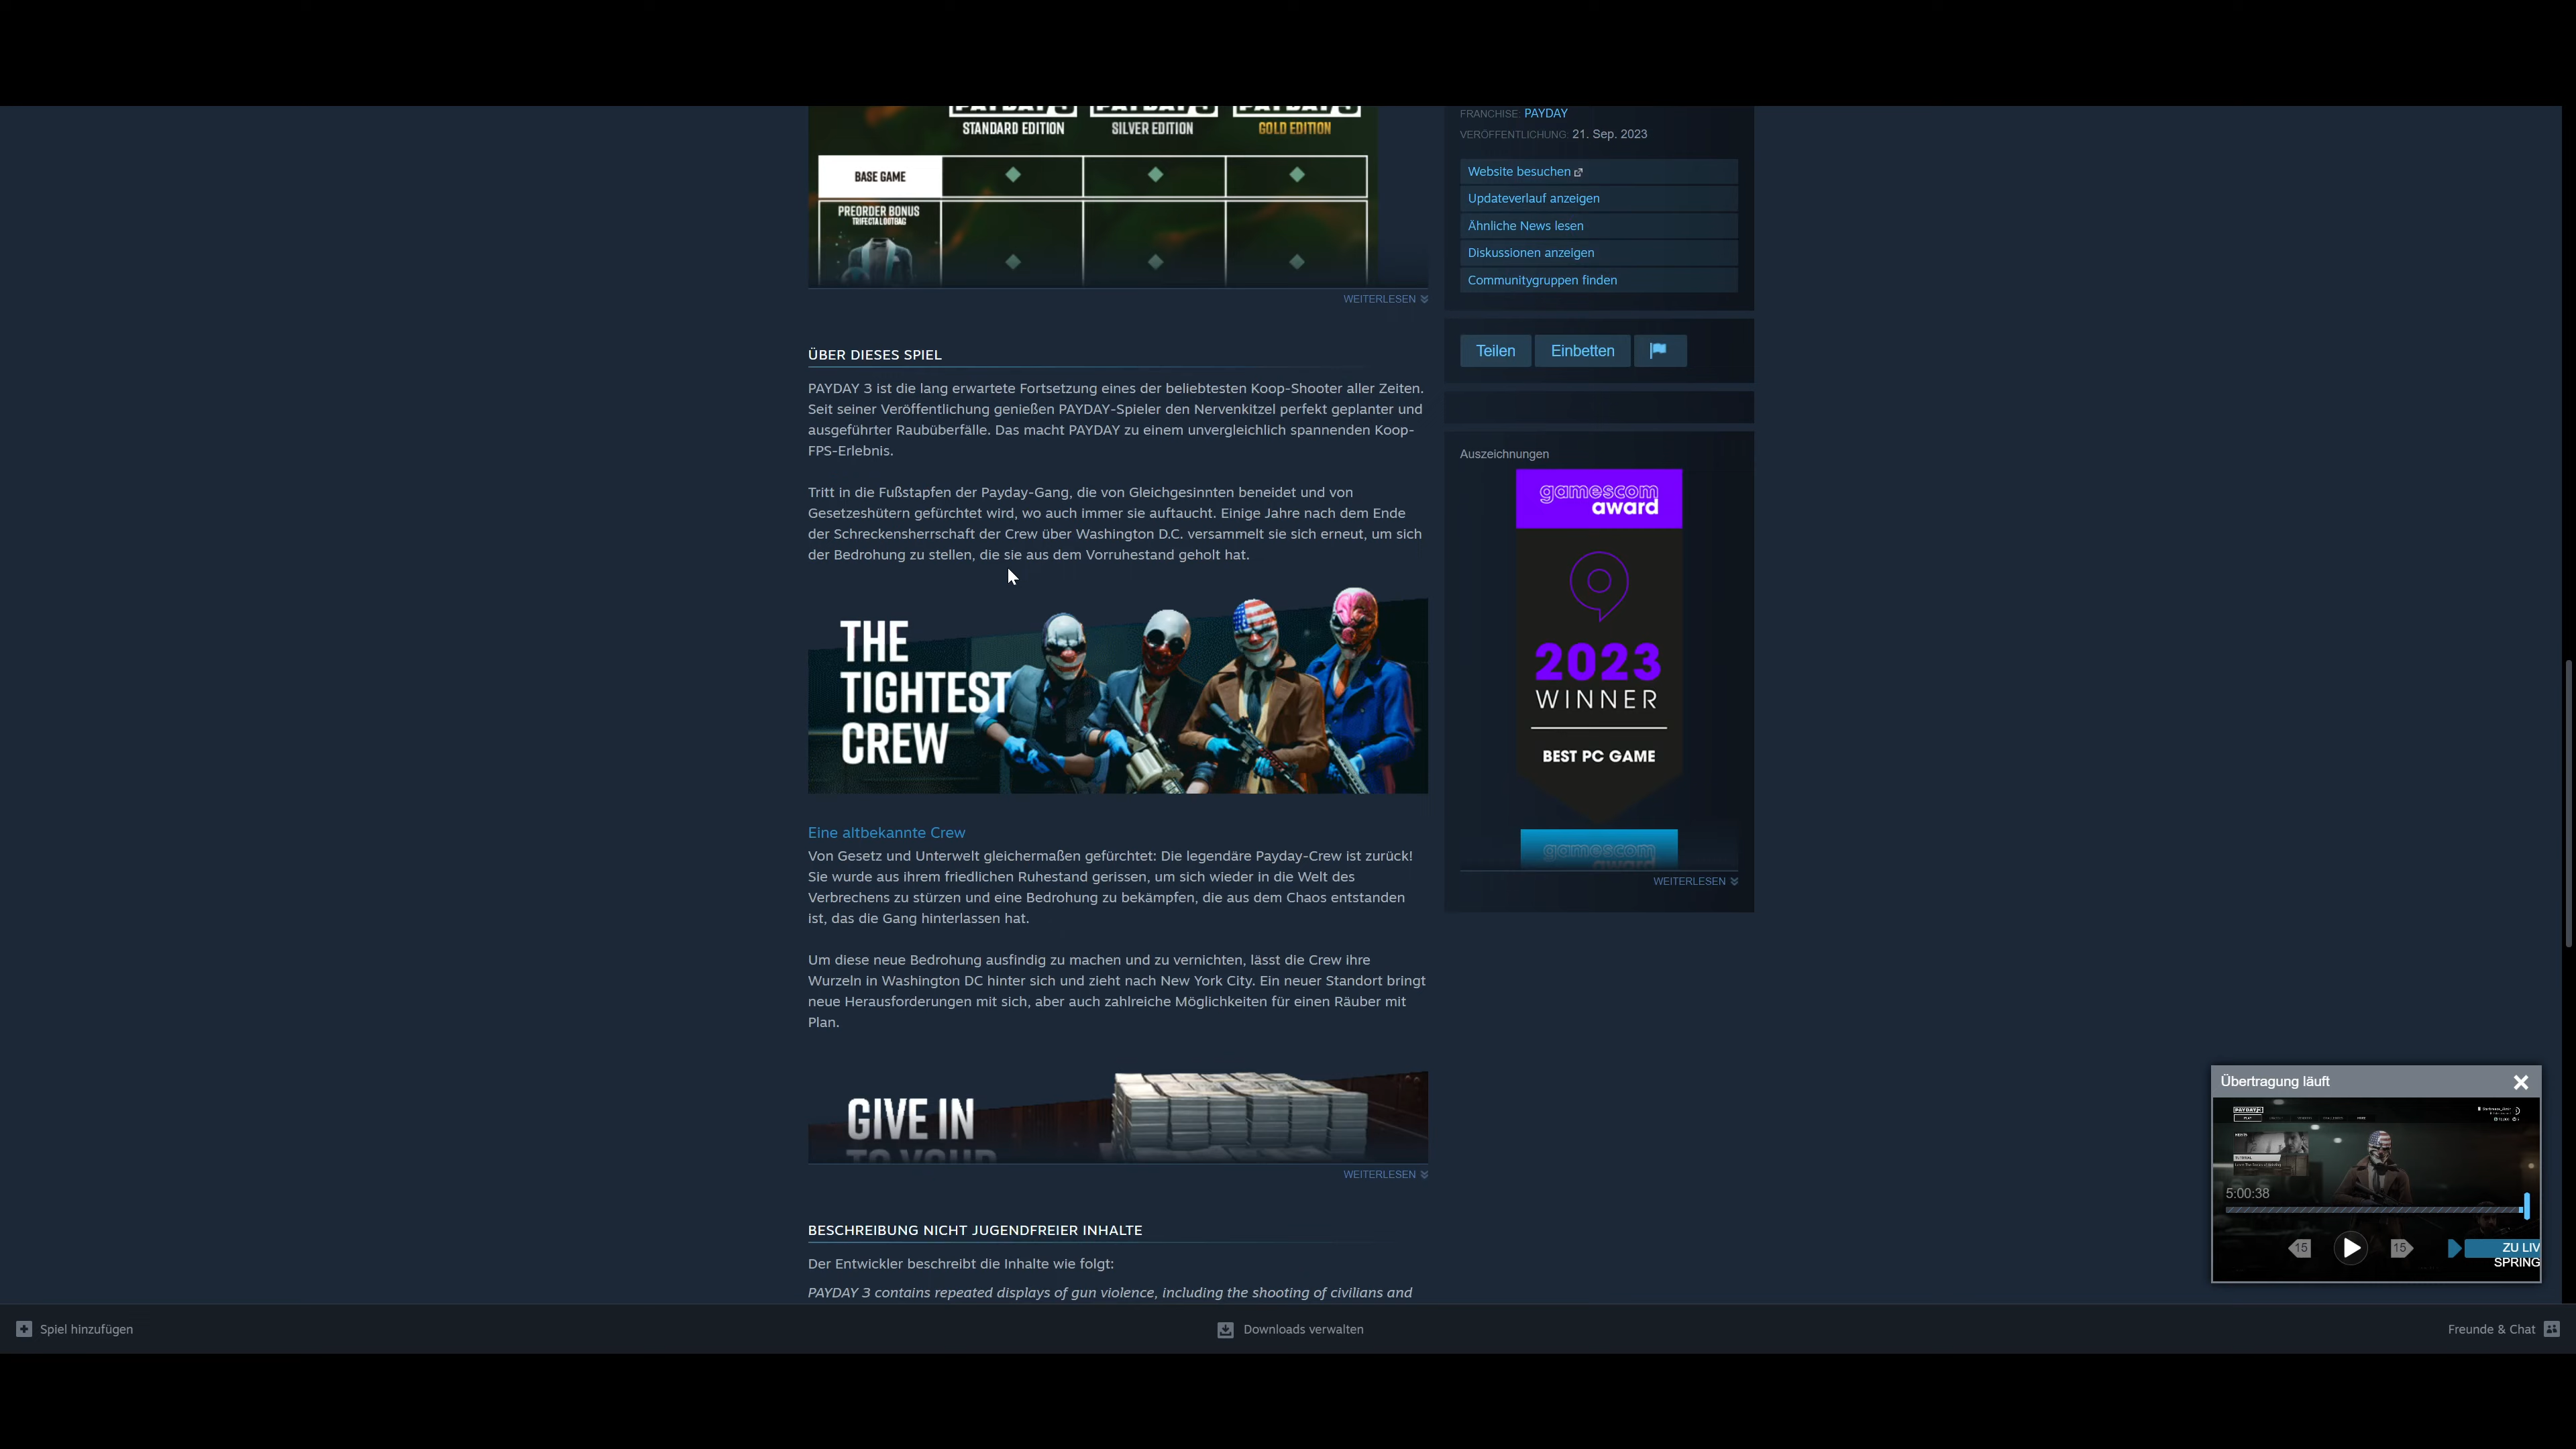 STANDARD EDITION
SILVER EDITION
GOLD EDITION
BASE GAME
PREORDER BONUS
TRIFECTA LOOTBAG
WEITERLESEN
ÜBER DIESES SPIEL
PAYDAY 3 ist die lang erwartete Fortsetzung eines der beliebtesten Koop-Shooter aller Zeiten.
Seit seiner Veröffentlichung genießen PAYDAY-Spieler den Nervenkitzel perfekt geplanter und
ausgeführter Raubüberfälle. Das macht PAYDAY zu einem unvergleichlich spannenden Koop-
FPS-Erlebnis.
Tritt in die Fußstapfen der Payday-Gang, die von Gleichgesinnten beneidet und von
Gesetzeshütern gefürchtet wird, wo auch immer sie auftaucht. Einige Jahre nach dem Ende
der Schreckensherrschaft der Crew über Washington D.C. versammelt sie sich erneut, um sich
der Bedrohung zu stellen, die sie aus dem Vorruhestand geholt hat.
THE
TIGHTEST
CREW
Eine altbekannte Crew
Von Gesetz und Unterwelt gleichermaßen gefürchtet: Die legendäre Payday-Crew ist zurück!
Sie wurde aus ihrem friedlichen Ruhestand gerissen, um sich wieder in die Welt des
Verbrechens zu stürzen und eine Bedrohung zu bekämpfen, die aus dem Chaos entstanden
ist, das die Gang hinterlassen hat.
Um diese neue Bedrohung ausfindig zu machen und zu vernichten, lässt die Crew ihre
Wurzeln in Washington DC hinter sich und zieht nach New York City. Ein neuer Standort bringt
neue Herausforderungen mit sich, aber auch zahlreiche Möglichkeiten für einen Räuber mit
Plan.
GIVE IN
TO YOUR
WEITERLESEN
BESCHREIBUNG NICHT JUGENDFREIER INHALTE
Der Entwickler beschreibt die Inhalte wie folgt:
PAYDAY 3 contains repeated displays of gun violence, including the shooting of civilians and
FRANCHISE: PAYDAY
VERÖFFENTLICHUNG: 21. Sep. 2023
Website besuchen
Updateverlauf anzeigen
Ähnliche News lesen
Diskussionen anzeigen
Communitygruppen finden
Teilen
Einbetten
Auszeichnungen
gamescom
award
2023
WINNER
BEST PC GAME
gamescom
WEITERLESEN
Übertragung läuft
PAYDAY 3
5:00:38
15
15
ZU LIV
SPRING
Spiel hinzufügen
Downloads verwalten
Freunde & Chat